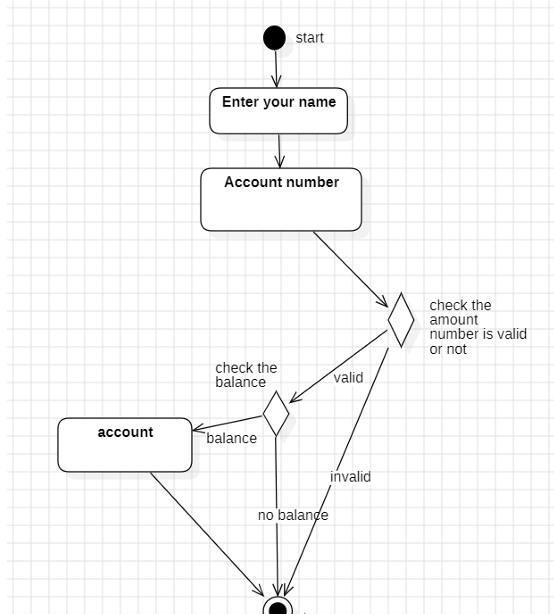 start
Enter your name
Account number
check the
amount
number is valid
or not
check the
balance
valid
account
balance
invalid
no balance